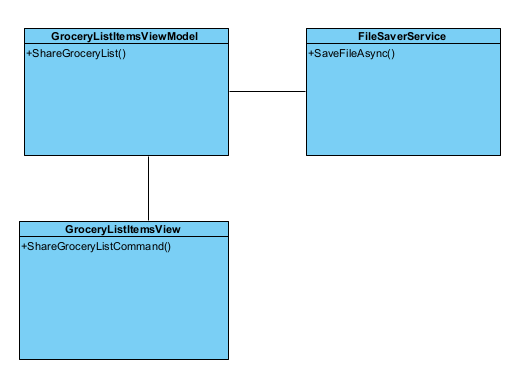 GroceryListItemsViewModel
+ShareGroceryList()
FileSaverService
+SaveFileAsync()
GroceryListItemsView
+ShareGroceryListCommand()